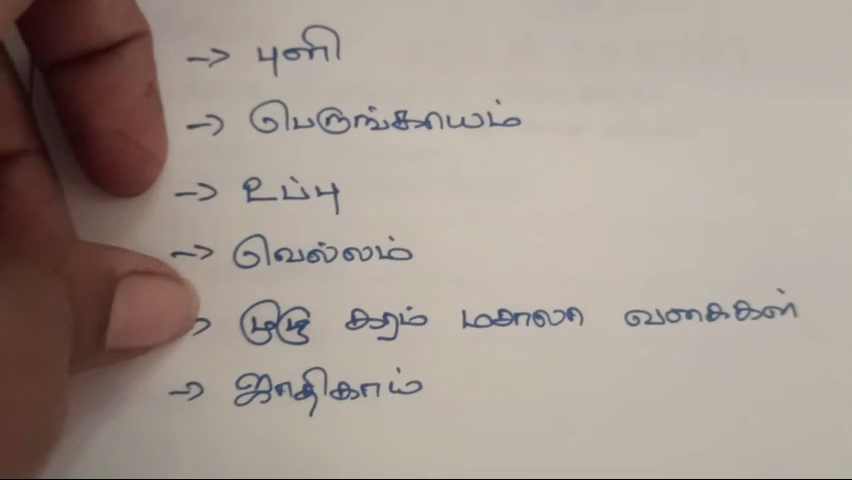 → புளி
→ பெருங்காயம்
→ உப்பு
→ வெல்லம்
→ முழு கரம் மசாலா வகைகள்
→ ஜாதிகாய்